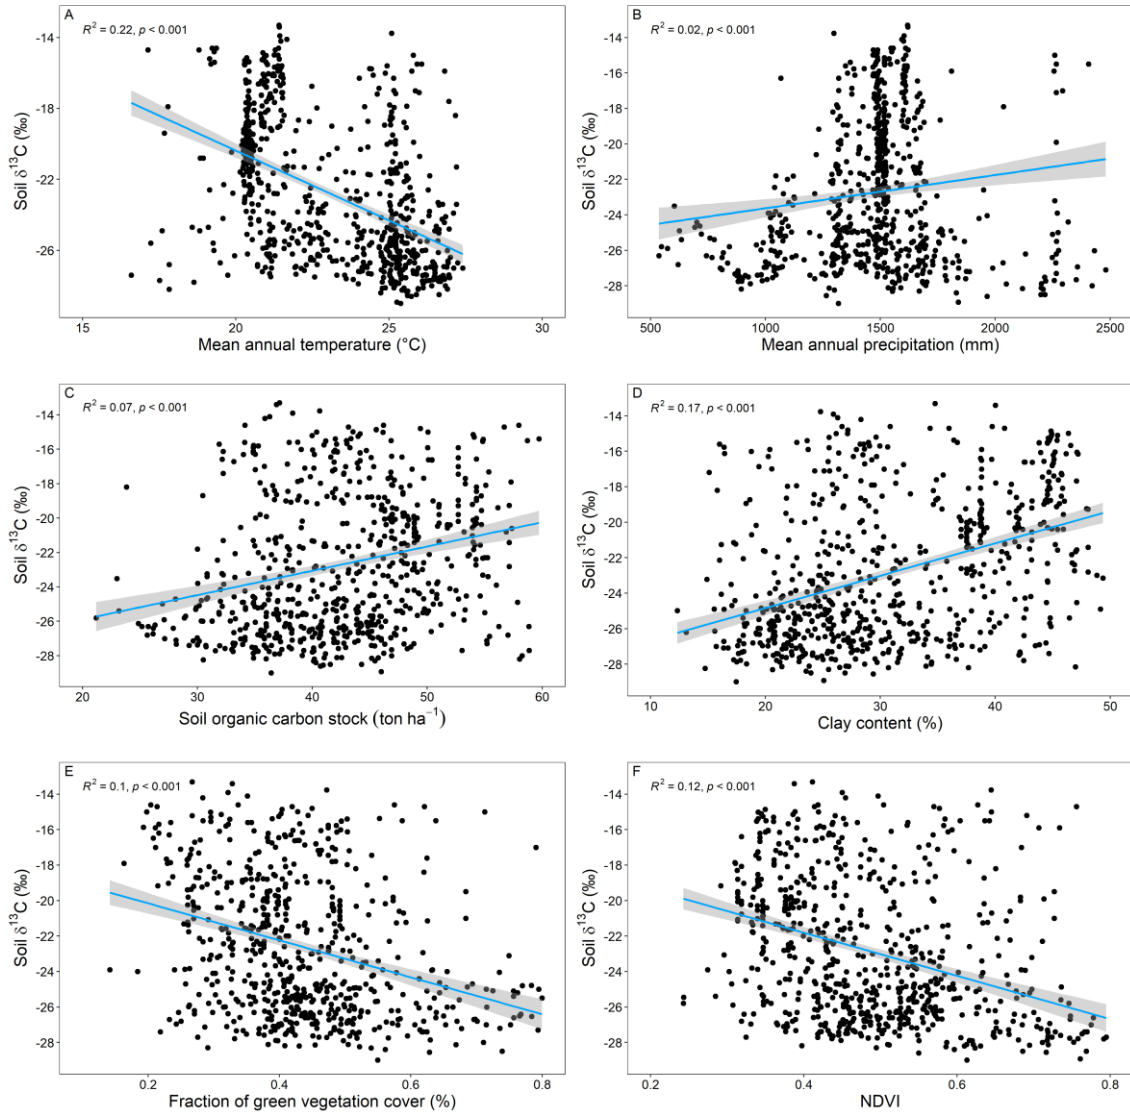 A
R² = 0.22, p < 0.001
-14
-18
-22
-26
Soil δ¹³C (‰)
15
20
25
30
Mean annual temperature (°C)
B
R² = 0.02, p < 0.001
-14
-16
-18
-20
-22
-24
-26
-28
Soil δ¹³C (‰)
500
1000
1500
2000
2500
Mean annual precipitation (mm)
C
R² = 0.07, p < 0.001
-14
-16
-18
-20
-22
-24
-26
-28
Soil δ¹³C (‰)
20
30
40
50
60
Soil organic carbon stock (ton ha⁻¹)
D
R² = 0.17, p < 0.001
-14
-16
-18
-20
-22
-24
-26
-28
Soil δ¹³C (‰)
10
20
30
40
50
Clay content (%)
E
R² = 0.1, p < 0.001
-14
-16
-18
-20
-22
-24
-26
-28
Soil δ¹³C (‰)
0.2
0.4
0.6
0.8
Fraction of green vegetation cover (%)
F
R² = 0.12, p < 0.001
-14
-16
-18
-20
-22
-24
-26
-28
Soil δ¹³C (‰)
0.2
0.4
0.6
0.8
NDVI